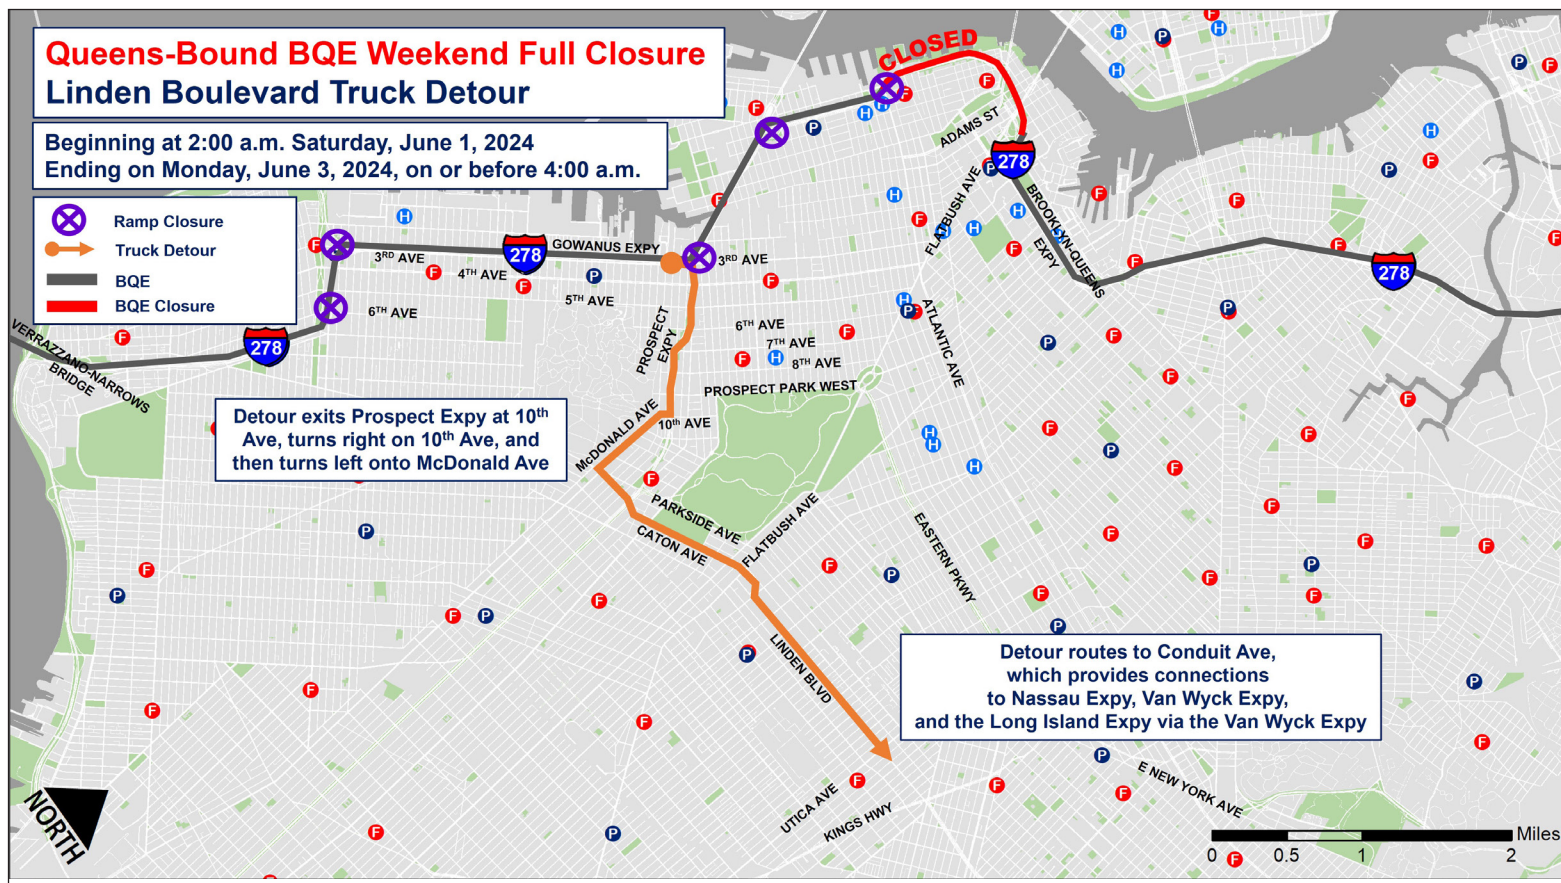 Queens-Bound BQE Weekend Full Closure
Linden Boulevard Truck Detour
Beginning at 2:00 a.m. Saturday, June 1, 2024
Ending on Monday, June 3, 2024, on or before 4:00 a.m.
Ramp Closure
Truck Detour
BQE
BQE Closure
CLOSED
ADAMS ST
278
FLATBUSH AVE
BROOKLYN-QUEENS
EXPY
GOWANUS EXPY
278
3RD AVE
3RD AVE
4TH AVE
5TH AVE
6TH AVE
278
278
VERRAZZANO-NARROWS
BRIDGE
PROSPECT
EXPY
6TH AVE
7TH AVE
8TH AVE
ATLANTIC AVE
PROSPECT PARK WEST
McDONALD AVE
10th AVE
Detour exits Prospect Expy at 10th
Ave, turns right on 10th Ave, and
then turns left onto McDonald Ave
PARKSIDE AVE
CATON AVE
FLATBUSH AVE
EASTERN PKWY
LINDEN BLVD
Detour routes to Conduit Ave,
which provides connections
to Nassau Expy, Van Wyck Expy,
and the Long Island Expy via the Van Wyck Expy
UTICA AVE
KINGS HWY
E NEW YORK AVE
NORTH
Miles
0 0.5 1 2